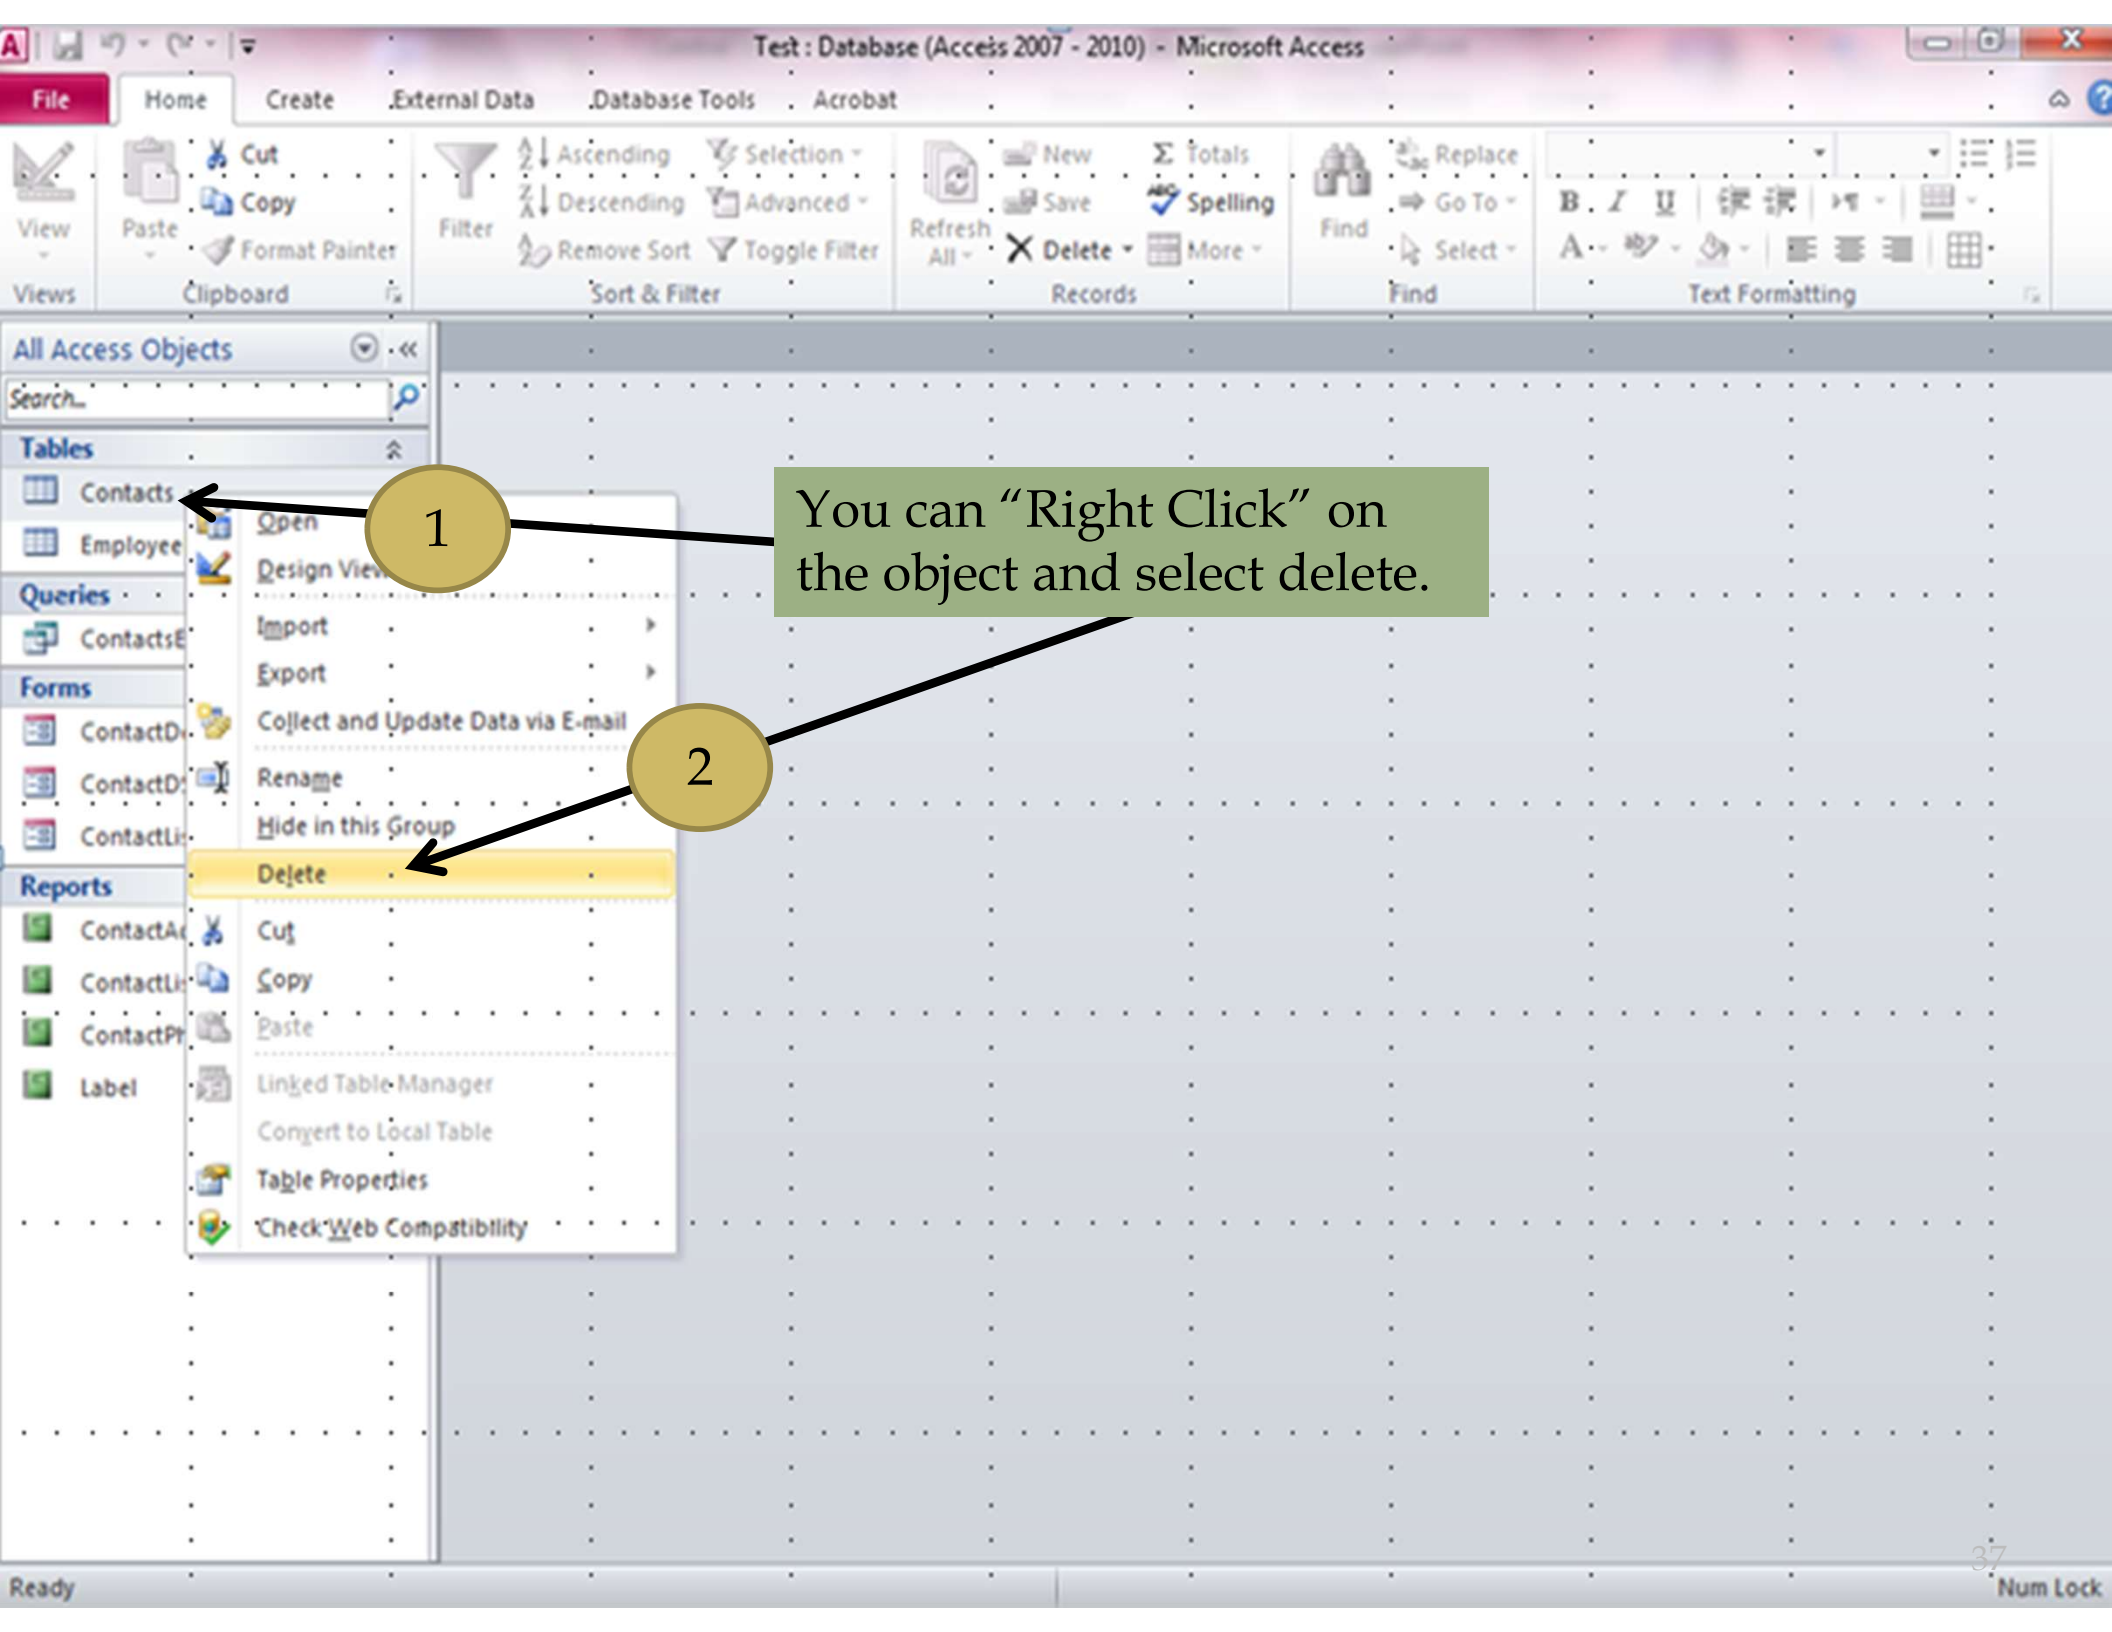 Test : Database (Access 2007 - 2010) - Microsoft Access
File Home Create External Data Database Tools Acrobat
Cut
Copy
Format Painter
View
Paste
Views
Clipboard
Filter
Ascending
Descending
Remove Sort
Selection
Advanced
Toggle Filter
Sort & Filter
Refresh
All
New
Save
Delete
Totals
Spelling
More
Records
Find
Replace
Go To
Select
Find
B I U
A
Text Formatting
All Access Objects
Search...
Tables
Contacts
Employee
Queries
Forms
Reports
Label
Open
Design View
Import
Export
Collect and Update Data via E-mail
Rename
Hide in this Group
Delete
Cut
Copy
Paste
Linked Table Manager
Convert to Local Table
Table Properties
Check Web Compatibility
1
You can “Right Click” on
the object and select delete.
2
37
Ready
Num Lock